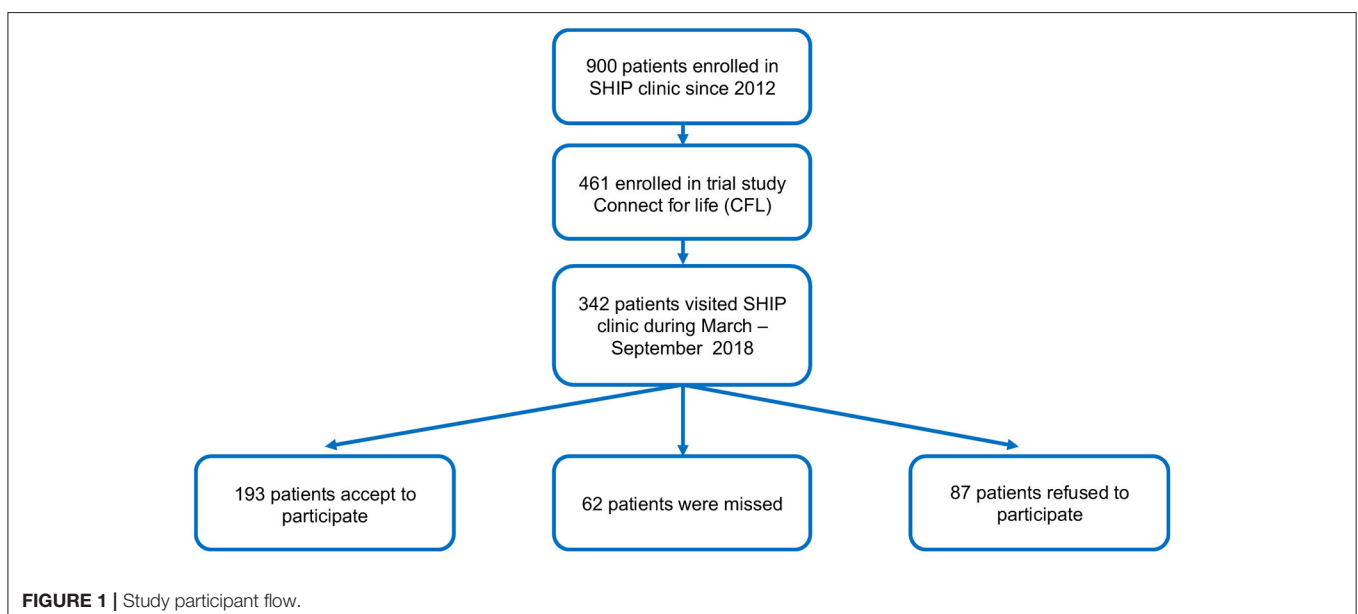 900 patients enrolled in
SHIP clinic since 2012
461 enrolled in trial study
Connect for life (CFL)
342 patients visited SHIP
clinic during March –
September 2018
193 patients accept to
participate
62 patients were missed
87 patients refused to
participate
FIGURE 1 | Study participant flow.